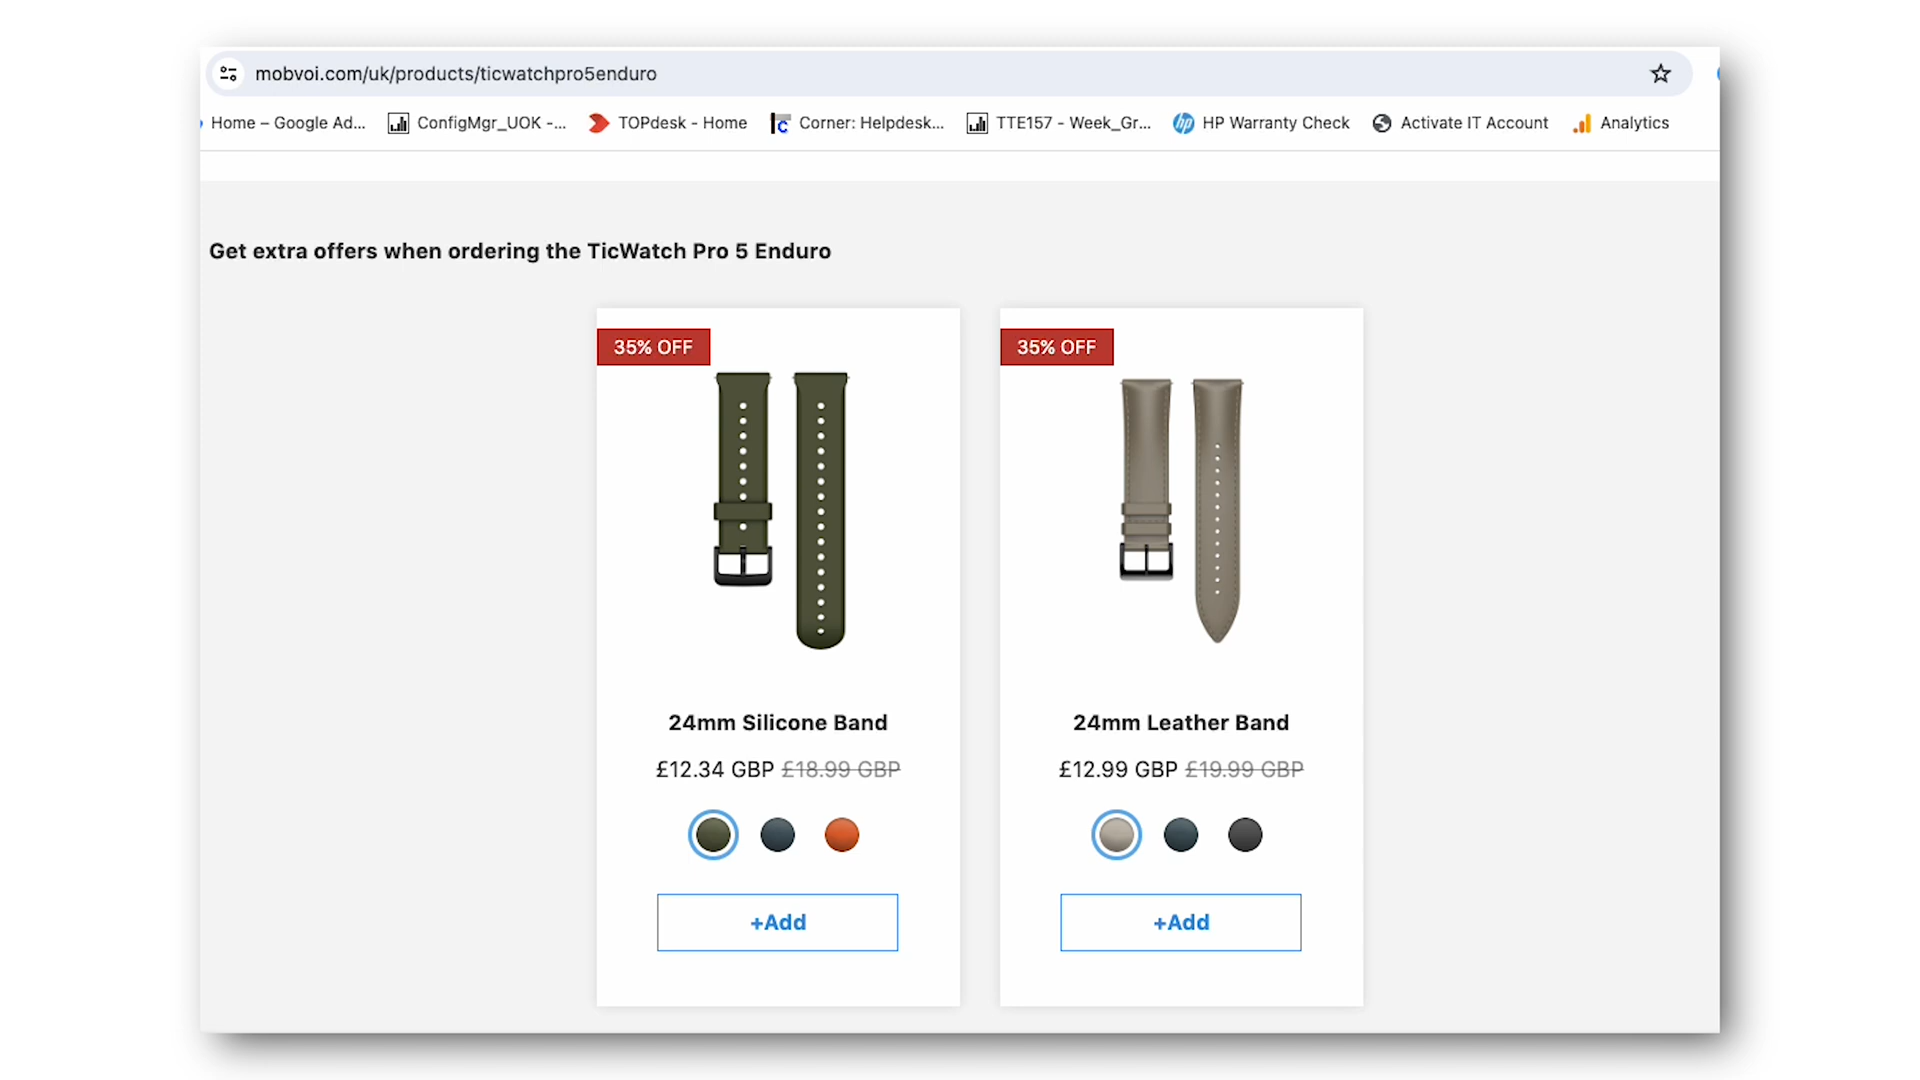 mobvoi.com/uk/products/ticwatchpro5enduro
Home – Google Ad... ConfigMgr_UOK -... TOPdesk - Home Corner: Helpdesk... TTE157 - Week_Gr... HP Warranty Check Activate IT Account Analytics
Get extra offers when ordering the TicWatch Pro 5 Enduro
35% OFF
24mm Silicone Band
£12.34 GBP £18.99 GBP
+Add
35% OFF
24mm Leather Band
£12.99 GBP £19.99 GBP
+Add